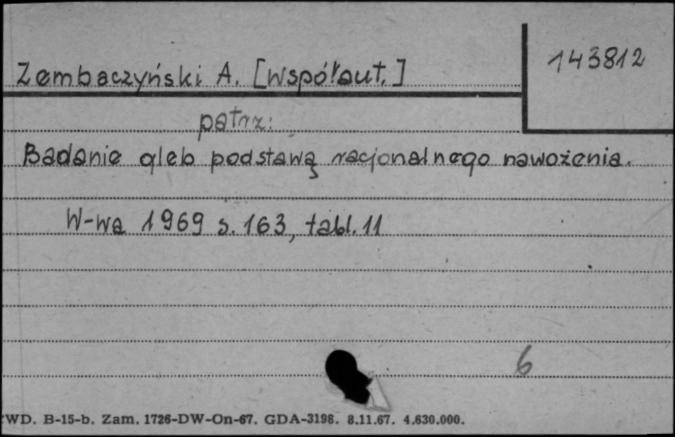 Zembaczyński A. [Współaut.]
143812
patrz:
Badanie gleb podstawą racjonalnego nawożenia.
W-wa 1969 s. 163, tabl. 11
6
WD. B-15-b. Zam. 1726-DW-On-67. GDA-3198. 8.11.67. 4.630.000.